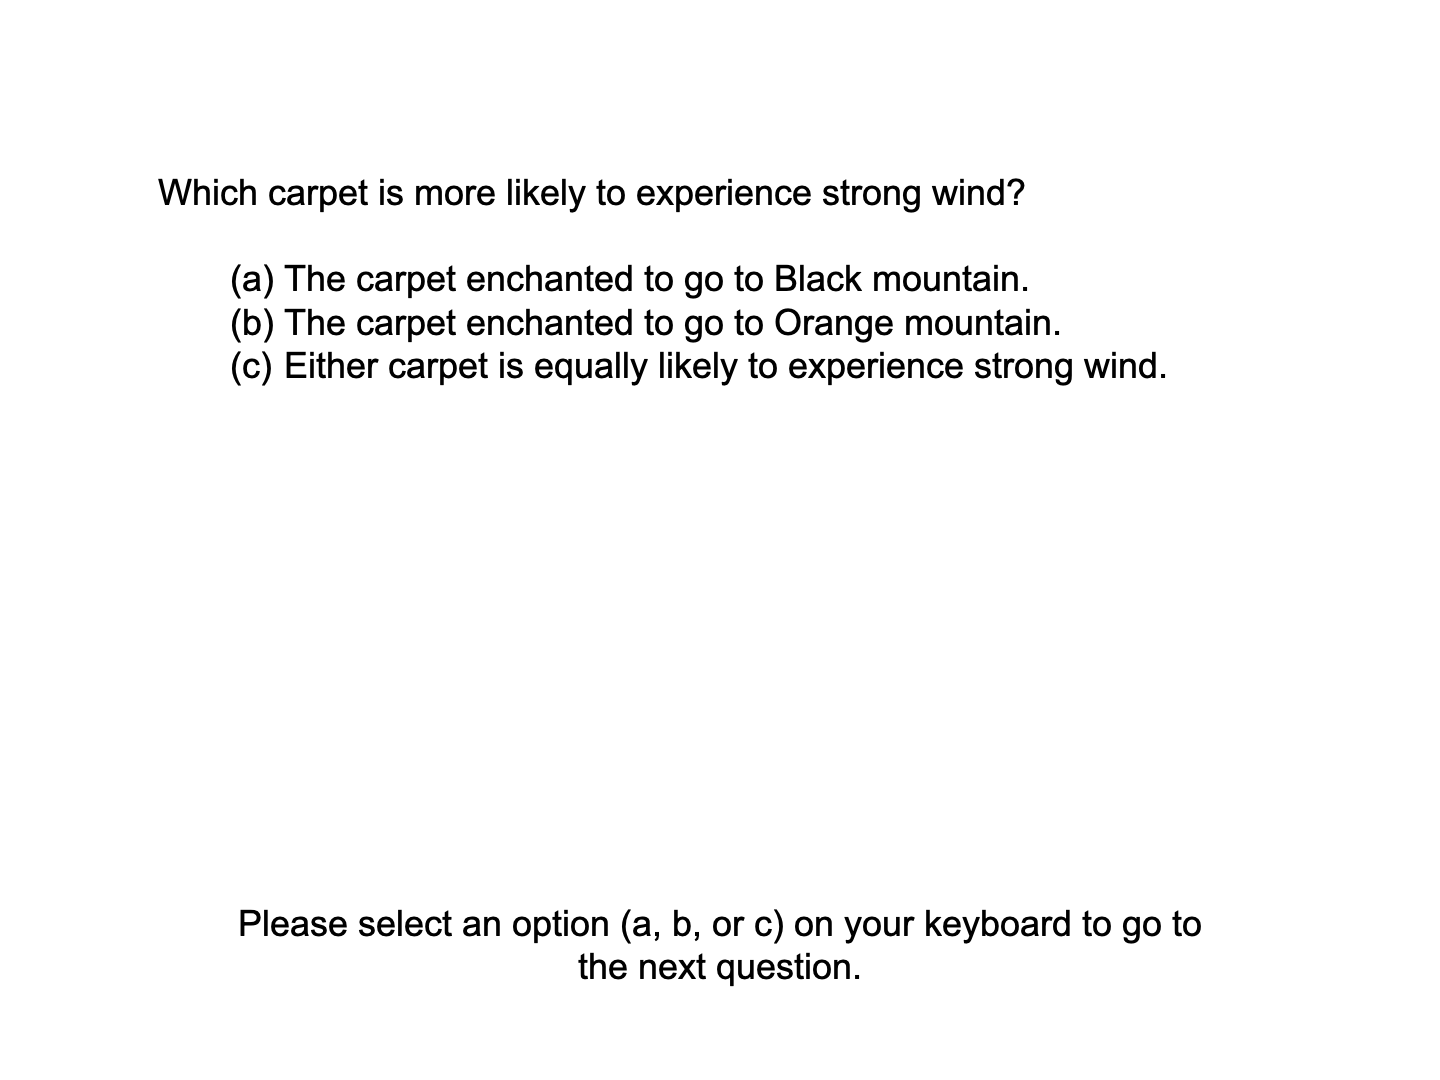 Which carpet is more likely to experience strong wind?
(a) The carpet enchanted to go to Black mountain.
(b) The carpet enchanted to go to Orange mountain.
(c) Either carpet is equally likely to experience strong wind.
Please select an option (a, b, or c) on your keyboard to go to
the next question.